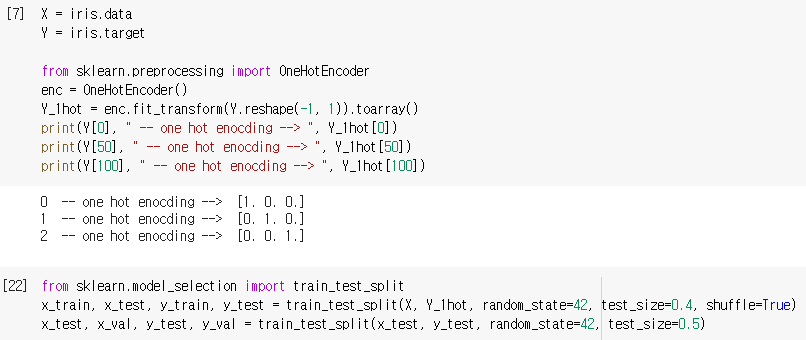 [7] X = iris.data
Y = iris.target
from sklearn.preprocessing import OneHotEncoder
enc = OneHotEncoder()
Y_1hot = enc.fit_transform(Y.reshape(-1, 1)).toarray()
print(Y[0], " -- one hot enocding --> ", Y_1hot[0])
print(Y[50], " -- one hot enocding --> ", Y_1hot[50])
print(Y[100], " -- one hot enocding --> ", Y_1hot[100])
0 -- one hot enocding --> [1. 0. 0.]
1 -- one hot enocding --> [0. 1. 0.]
2 -- one hot enocding --> [0. 0. 1.]
[22] from sklearn.model_selection import train_test_split
x_train, x_test, y_train, y_test = train_test_split(X, Y_1hot, random_state=42, test_size=0.4, shuffle=True)
x_test, x_val, y_test, y_val = train_test_split(x_test, y_test, random_state=42, test_size=0.5)